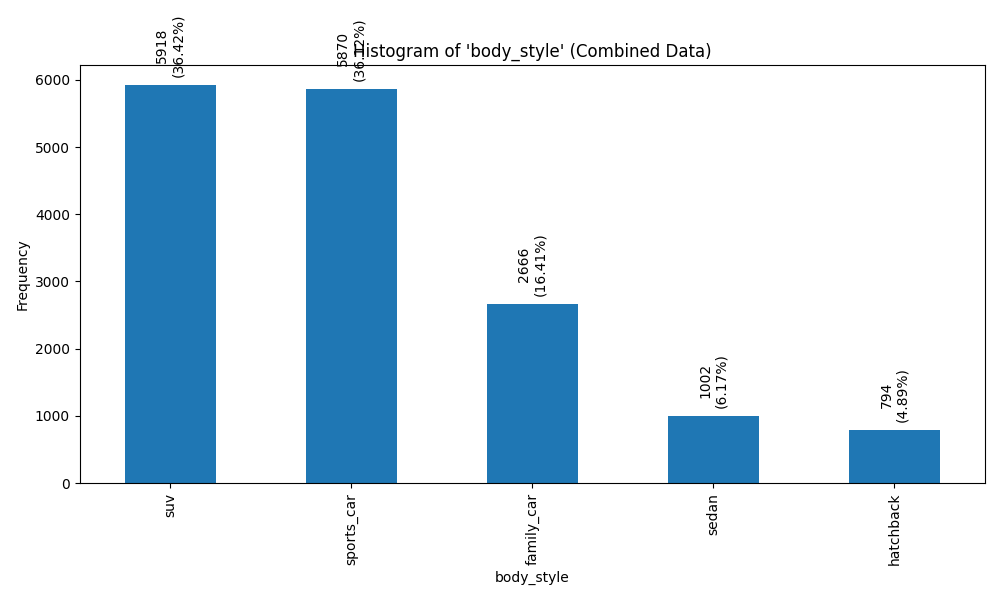 Histogram of 'body_style' (Combined Data)
5918
(36.42%)
5870
(36.12%)
2666
(16.41%)
1002
(6.17%)
794
(4.89%)
Frequency
6000
5000
4000
3000
2000
1000
0
suv
sports_car
family_car
sedan
hatchback
body_style